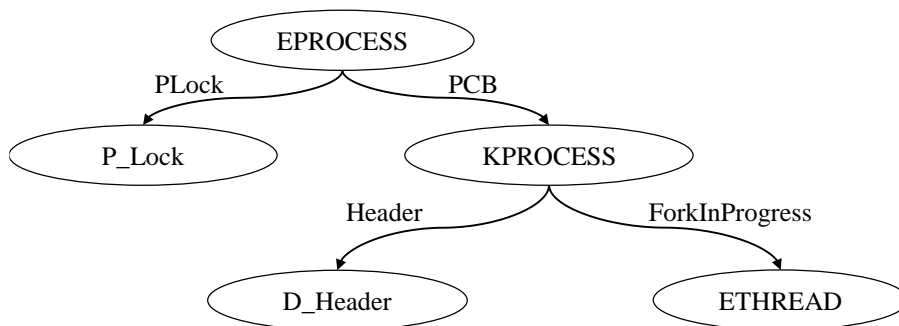 EPROCESS
PLock
PCB
P_Lock
KPROCESS
Header
ForkInProgress
D_Header
ETHREAD